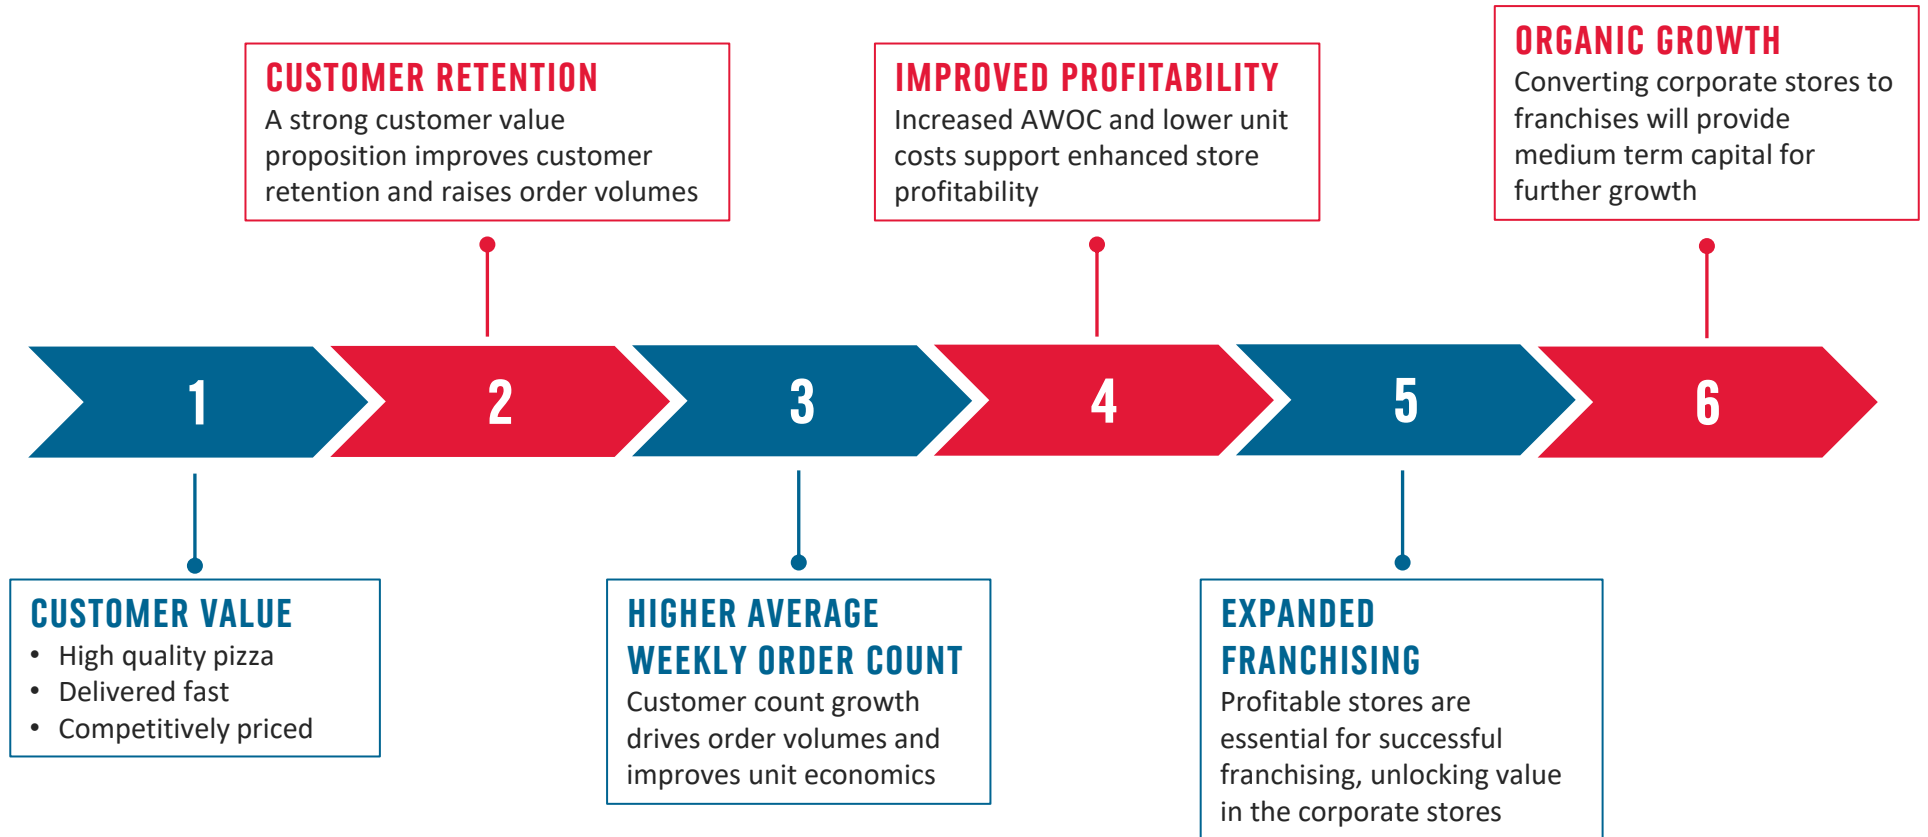 CUSTOMER RETENTION
A strong customer value
proposition improves customer
retention and raises order volumes
IMPROVED PROFITABILITY
Increased AWOC and lower unit
costs support enhanced store
profitability
ORGANIC GROWTH
Converting corporate stores to
franchises will provide
medium term capital for
further growth
1
2
3
4
5
6
CUSTOMER VALUE
• High quality pizza
• Delivered fast
• Competitively priced
HIGHER AVERAGE
WEEKLY ORDER COUNT
Customer count growth
drives order volumes and
improves unit economics
EXPANDED
FRANCHISING
Profitable stores are
essential for successful
franchising, unlocking value
in the corporate stores